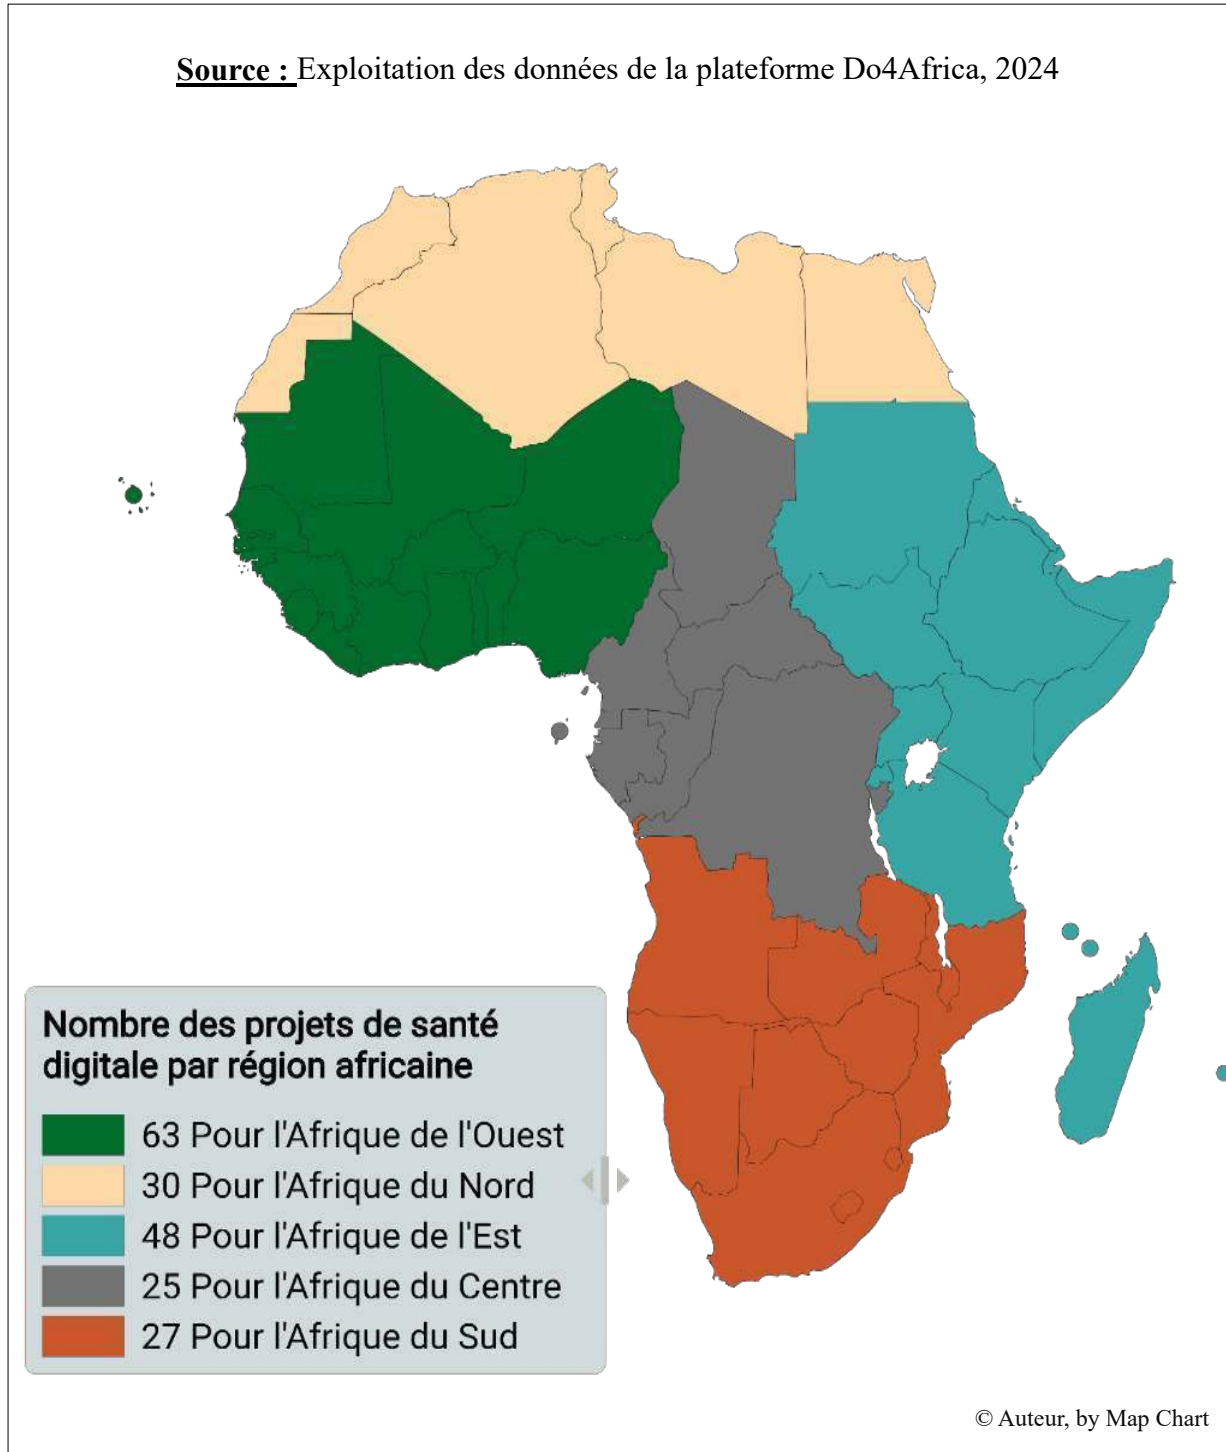 Source : Exploitation des données de la plateforme Do4Africa, 2024
Nombre des projets de santé
digitale par région africaine
63 Pour l'Afrique de l'Ouest
30 Pour l'Afrique du Nord
48 Pour l'Afrique de l'Est
25 Pour l'Afrique du Centre
27 Pour l'Afrique du Sud
© Auteur, by Map Chart